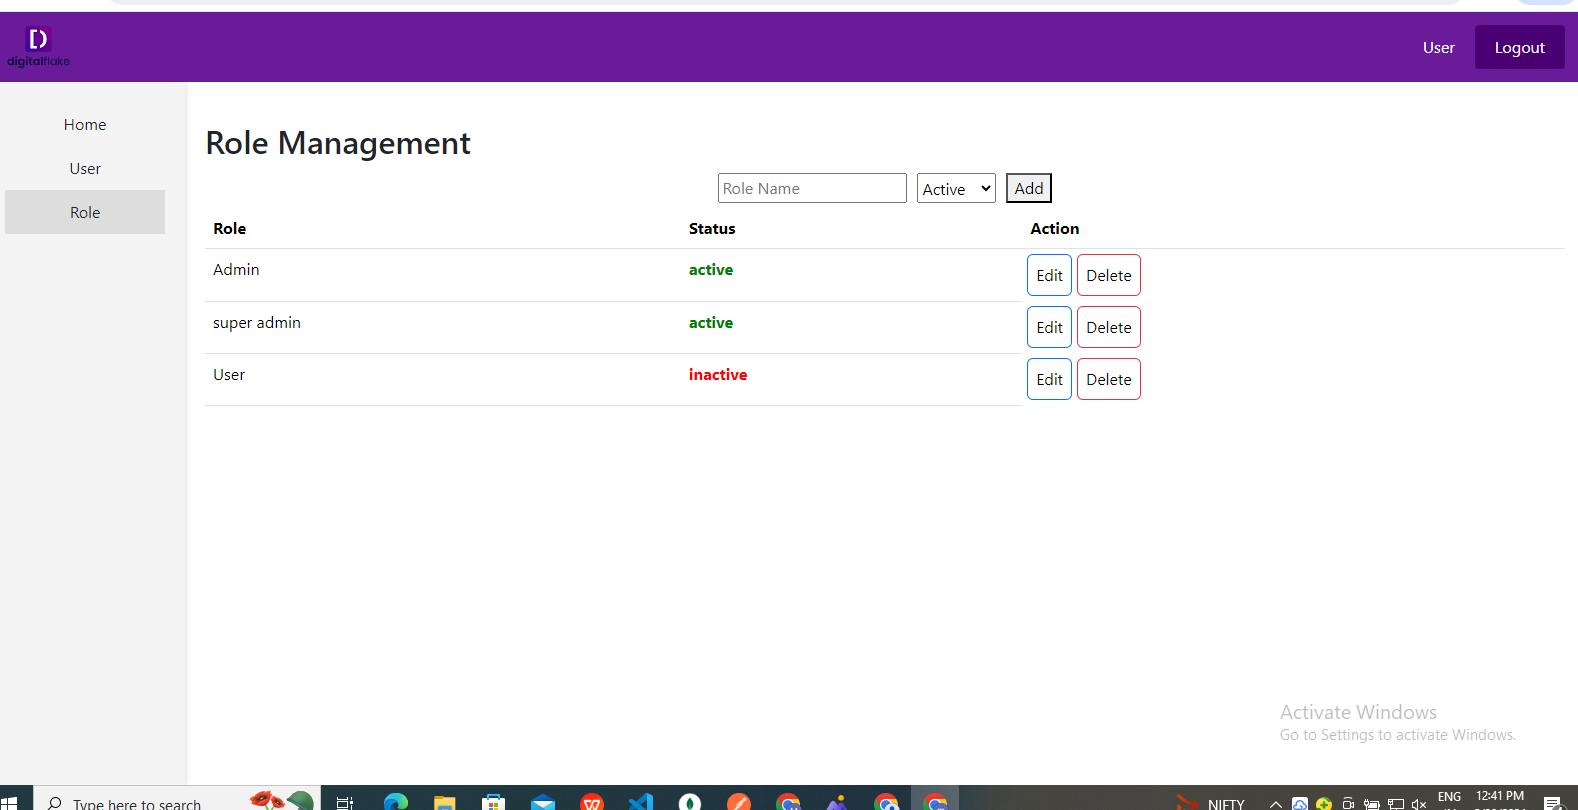 digitalflake
User Logout
Home
User
Role
Role Management
Role Name Active Add
Role Status Action
Admin active Edit Delete
super admin active Edit Delete
User inactive Edit Delete
Activate Windows
Go to Settings to activate Windows.
Type here to search
NIFTY
ENG
12:41 PM